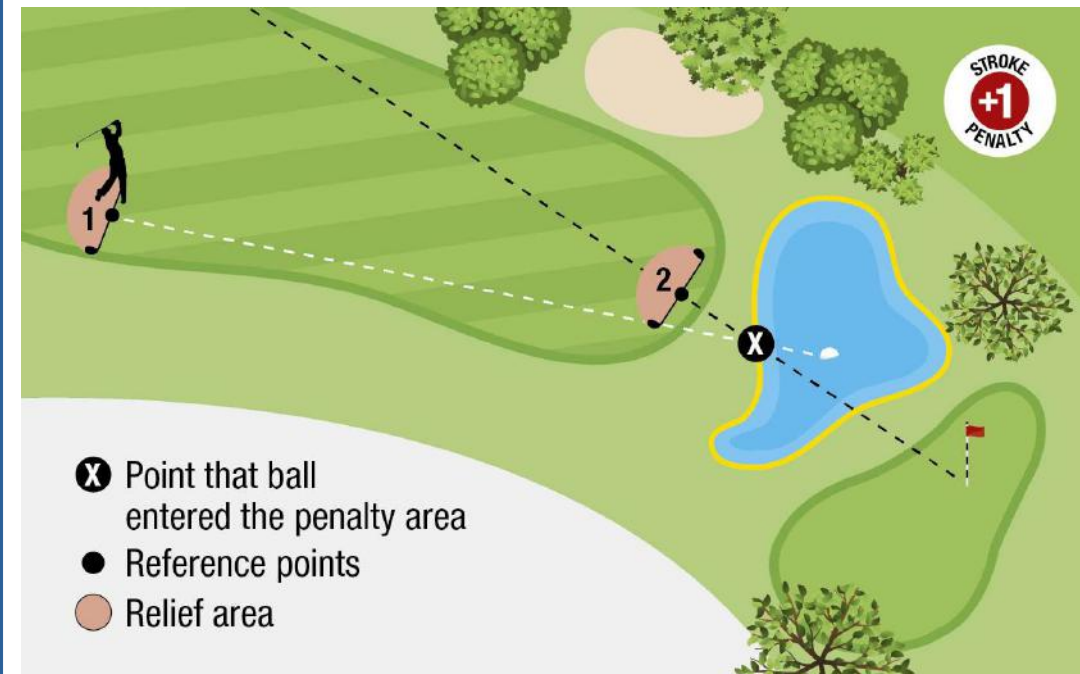 STROKE
+1
PENALTY
1
2
X
X Point that ball
entered the penalty area
Reference points
Relief area